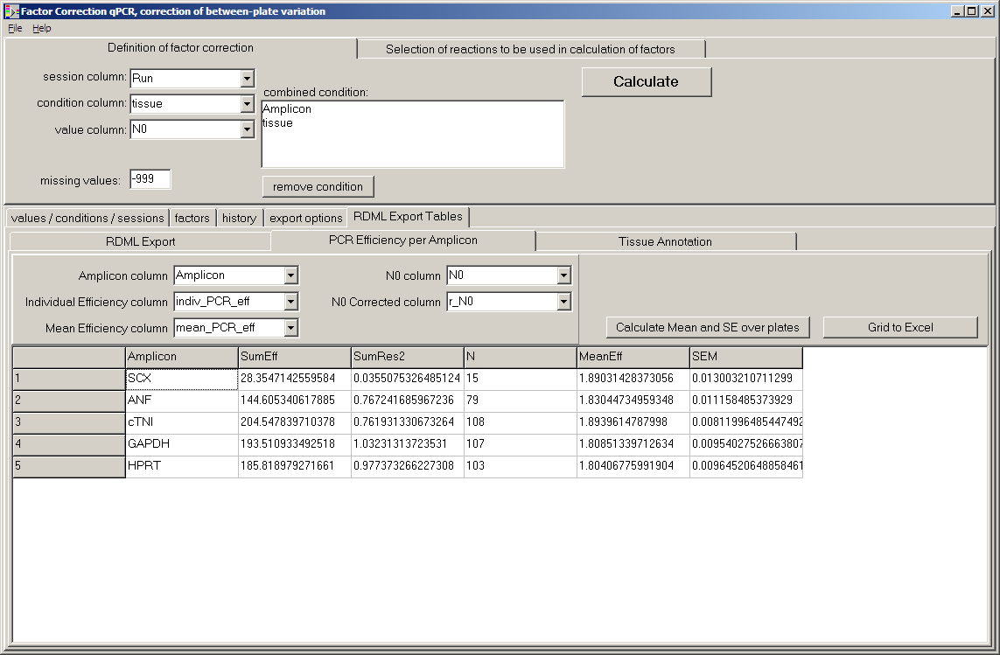 Factor Correction qPCR, correction of between-plate variation
File Help
Definition of factor correction
Selection of reactions to be used in calculation of factors
session column: Run
condition column: tissue
value column: N0
missing values: -999
combined condition:
Amplicon
tissue
remove condition
Calculate
values / conditions / sessions factors history export options RDML Export Tables
RDML Export PCR Efficiency per Amplicon Tissue Annotation
Amplicon column Amplicon N0 column N0
Individual Efficiency column indiv_PCR_eff N0 Corrected column r_N0
Mean Efficiency column mean_PCR_eff
Calculate Mean and SE over plates Grid to Excel
Amplicon SumEff SumRes2 N MeanEff SEM
1 SCX 28.3547142559584 0.0355075326485124 15 1.89031428373056 0.013003210711299
2 ANF 144.605340617885 0.767241685967236 79 1.83044734959348 0.011158485373929
3 cTNI 204.547839710378 0.761931330673264 108 1.8939614787998 0.00811996485447492
4 GAPDH 193.510933492518 1.03231313723531 107 1.80851339712634 0.00954027526663807
5 HPRT 185.818979271661 0.977373266227308 103 1.80406775991904 0.00964520648858461